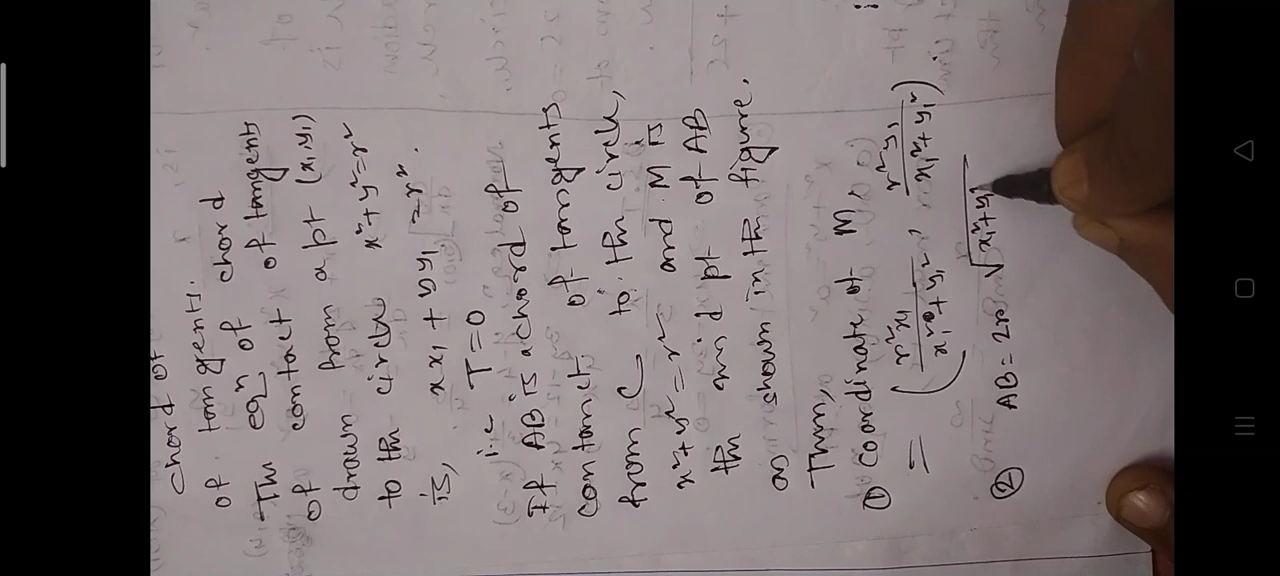 chord of
of tangents.
The eqn of chord
of contact of tangents
drawn from a pt (x₁ y₁)
to the circle x²+y²=r²
is, xx₁ + yy₁ = r².
i.e T=0
If AB is a chord of
contanct of tangents
from C to the circle,
x²+y²=r² and M is
the mid pt of AB
as shown in the figure.
Then,
① coordinate of M
= (r²x₁/x₁²+y₁², r²y₁/x₁²+y₁²)
② AB = 2r √x₁²+y₁²